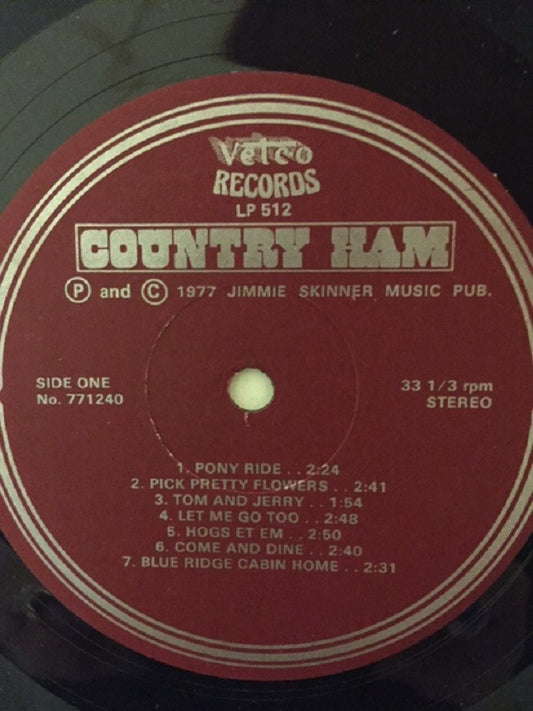 Vetco
RECORDS
LP 512
COUNTRY HAM
Ⓟ and © 1977 JIMMIE SKINNER MUSIC PUB.
SIDE ONE
No. 771240
33 1/3 rpm
STEREO
1. PONY RIDE . . 2:24
2. PICK PRETTY FLOWERS . . 2:41
3. TOM AND JERRY . . 1:54
4. LET ME GO TOO . . 2:48
5. HOGS ET EM . . 2:50
6. COME AND DINE . . 2:40
7. BLUE RIDGE CABIN HOME . . 2:31